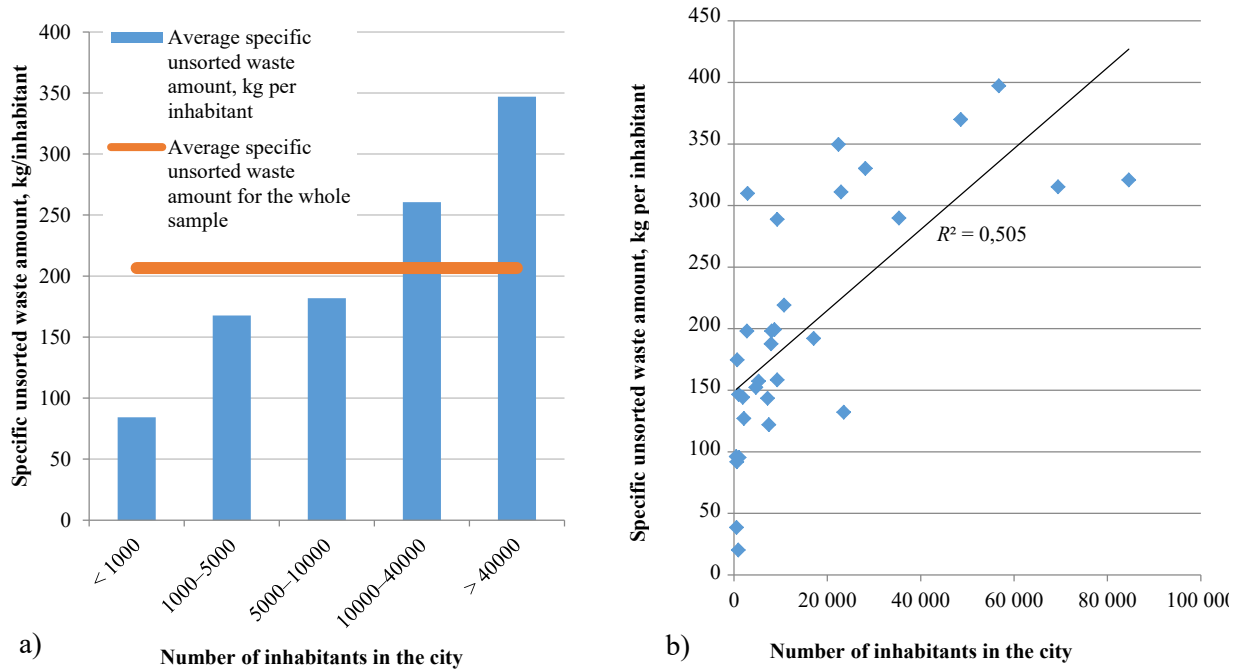 Specific unsorted waste amount, kg/inhabitant
400
350
300
250
200
150
100
50
0
Average specific
unsorted waste
amount, kg per
inhabitant
Average specific
unsorted waste
amount for the whole
sample
< 1000
1000–5000
5000–10000
10000–40000
> 40000
a)
Number of inhabitants in the city
Specific unsorted waste amount, kg per inhabitant
450
400
350
300
250
200
150
100
50
0
R² = 0,505
0
20 000
40 000
60 000
80 000
100 000
b)
Number of inhabitants in the city